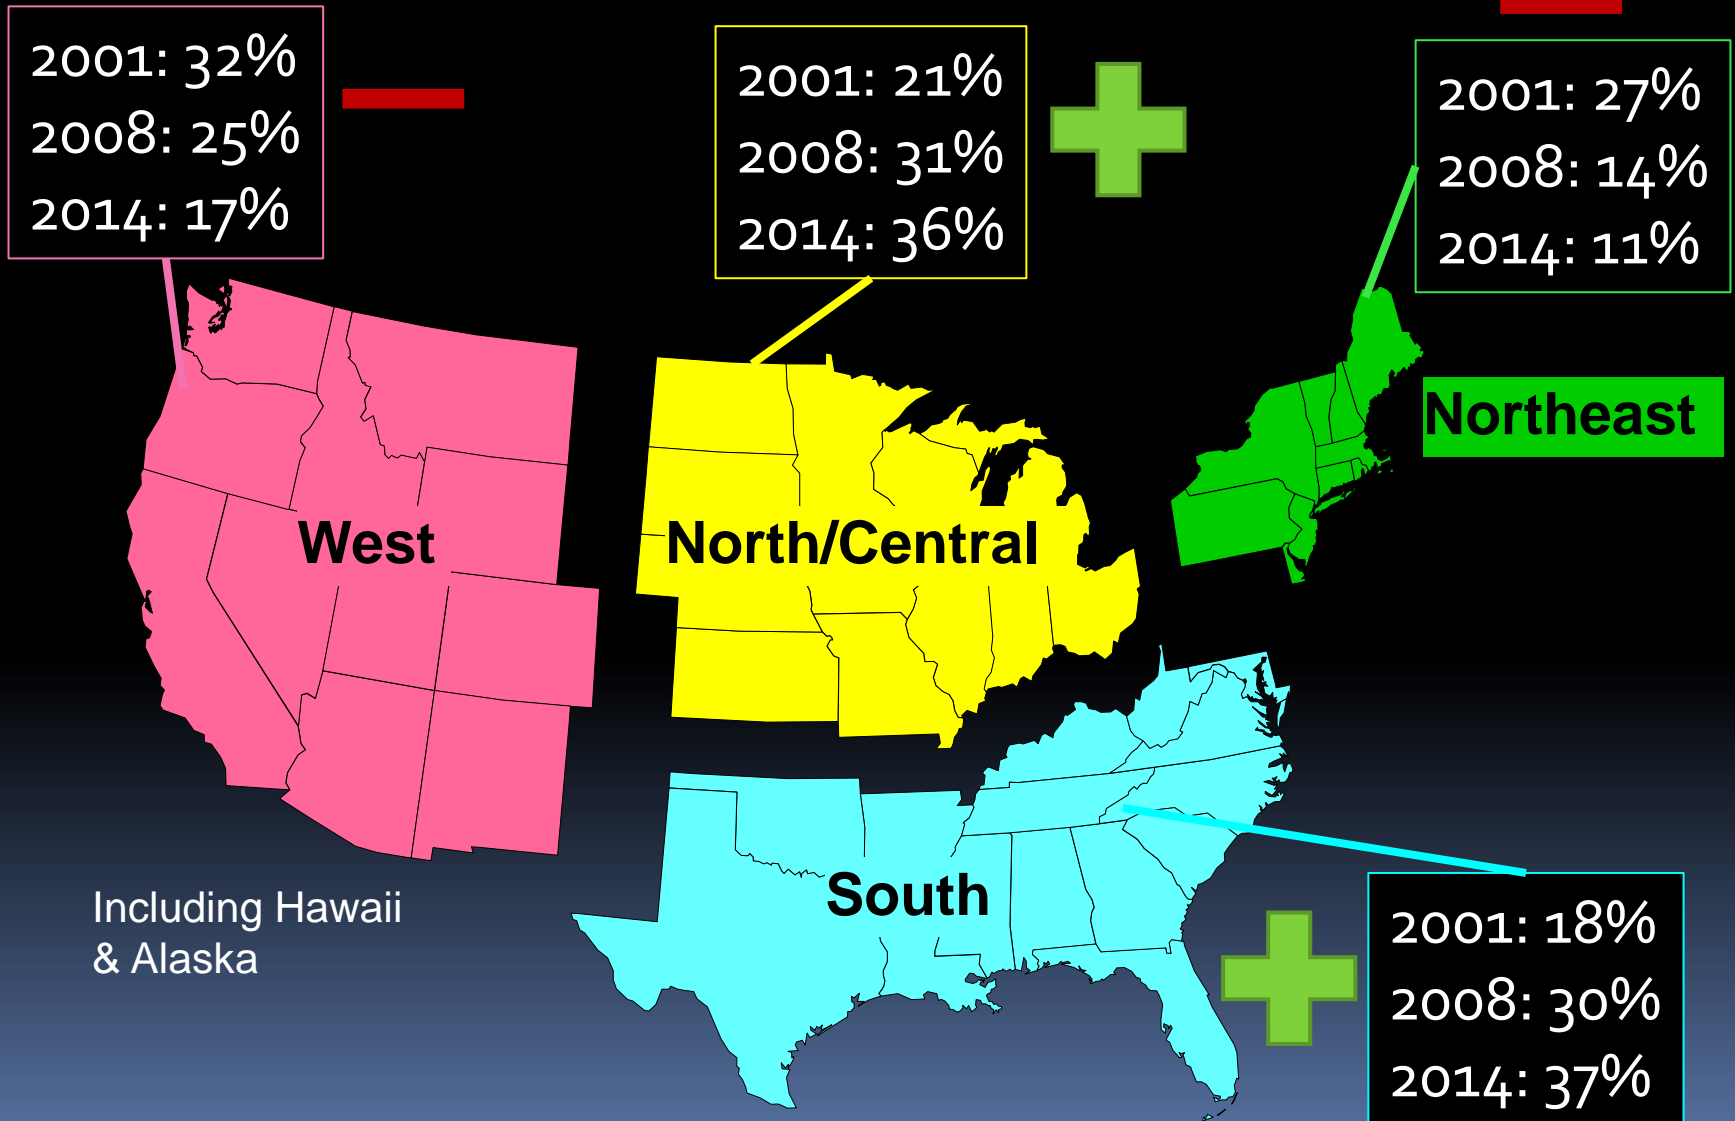 2001: 32%
2008: 25%
2014: 17%
2001: 21%
2008: 31%
2014: 36%
2001: 27%
2008: 14%
2014: 11%
Northeast
West
North/Central
South
Including Hawaii
& Alaska
2001: 18%
2008: 30%
2014: 37%